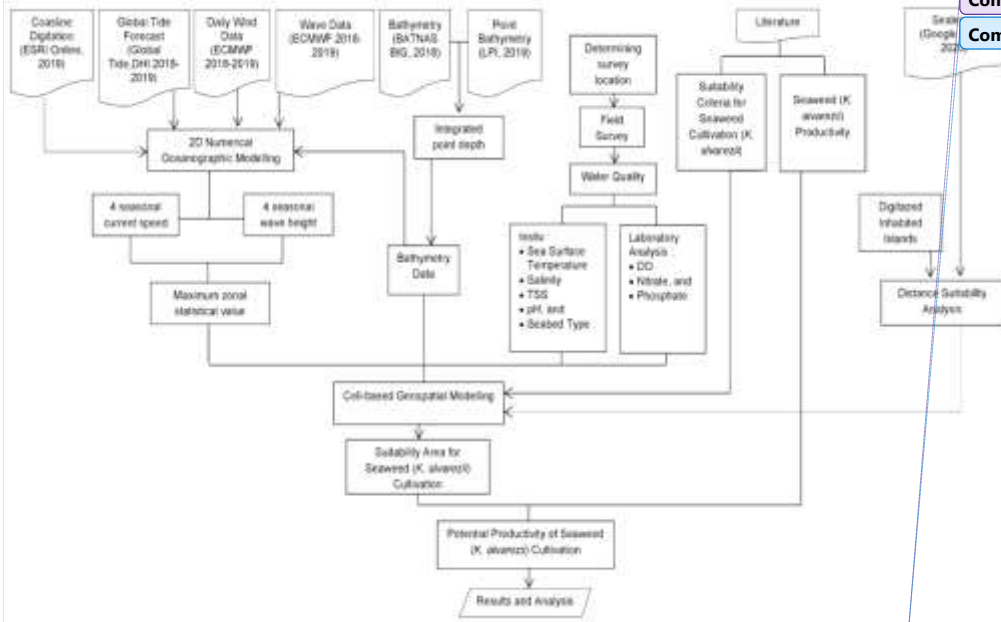 Coastline
Digitation
(ESRI Online,
2019)
Global Tide
Forecast
(Global
Tide DHI 2018-
2019)
Daily Wind
Data
(ECMWF
2018-2019)
Wave Data
(ECMWF 2018-
2019)
Bathymetry
(BATNAS
BIG, 2018)
Point
Bathymetry
(LPI, 2019)
Determining
survey
location
Literature
(Google
Com
Integrated
point depth
Field
Survey
Suitability
Criteria for
Seaweed
Cultivation (K.
alvarezii)
Seaweed (K.
alvarezii)
Productivity
2D Numerical
Oceanographic Modelling
Water Quality
4 seasonal
current speed
4 seasonal
wave height
Bathymetry
Data
Insitu
• Sea Surface
Temperature
• Salinity
• TSS
• pH, and
• Seabed Type
Laboratory
Analysis
• DO
• Nitrate, and
• Phosphate
Digitized
Inhabited
Islands
Maximum zonal
statistical value
Distance Suitability
Analysis
Cell-based Geospatial Modelling
Suitability Area for
Seaweed (K. alvarezii)
Cultivation
Potential Productivity of Seaweed
(K. alvarezii) Cultivation
Results and Analysis